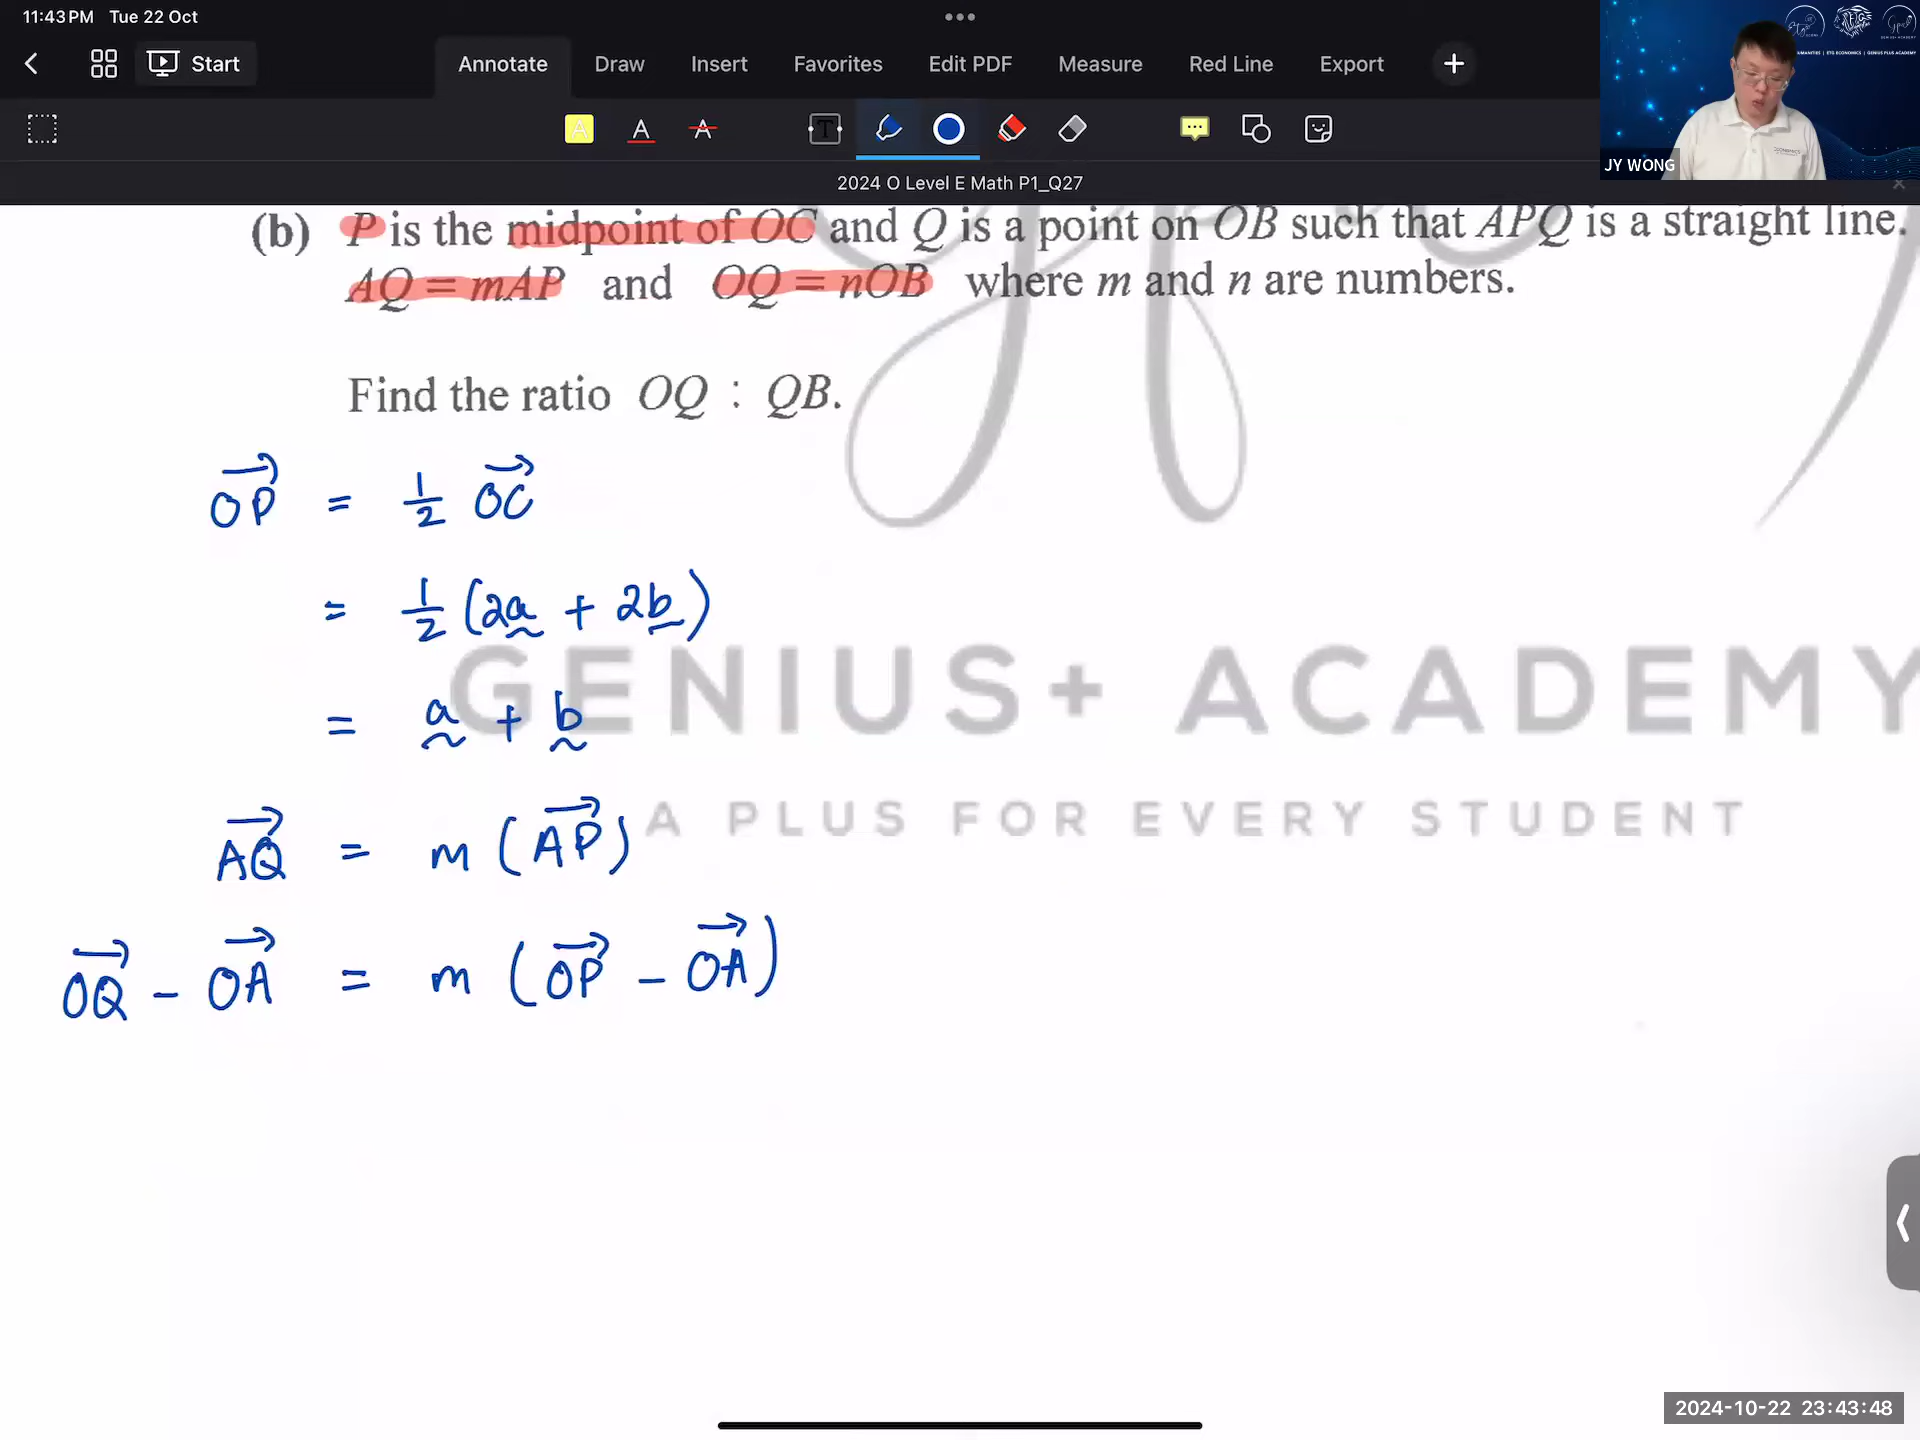 11:43 PM Tue 22 Oct
Start Annotate Draw Insert Favorites Edit PDF Measure Red Line Export
2024 O Level E Math P1_Q27
JY WONG
(b) P is the midpoint of OC and Q is a point on OB such that APQ is a straight line.
AQ = mAP and OQ = nOB where m and n are numbers.
Find the ratio OQ : QB.
→OP = 1/2 →OC
= 1/2 (2a + 2b)
= a + b
GENIUS+ ACADEMY
→AQ = m (→AP)
A PLUS FOR EVERY STUDENT
→OQ − →OA = m (→OP − →OA)
2024-10-22 23:43:48